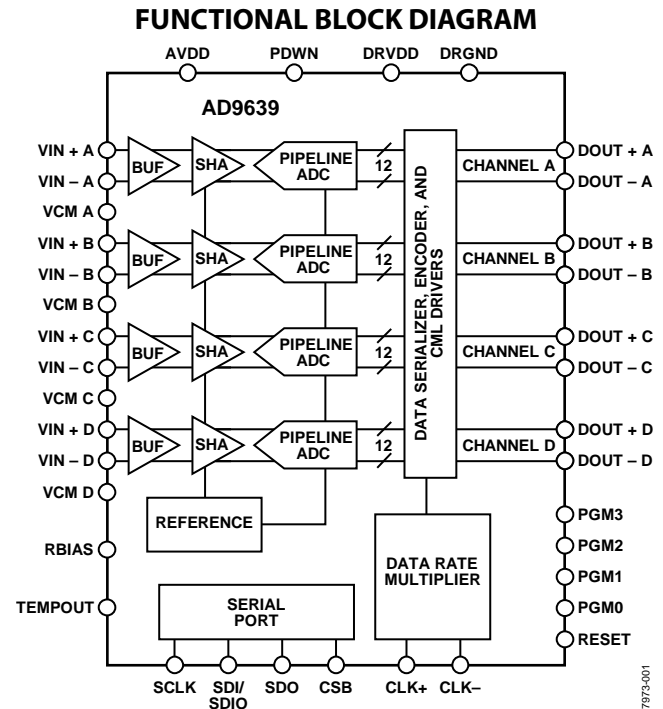 FUNCTIONAL BLOCK DIAGRAM
AVDD PDWN DRVDD DRGND
AD9639
VIN + A
BUF
SHA
PIPELINE
ADC
12
CHANNEL A
DOUT + A
VIN – A
DOUT – A
VCM A
VIN + B
BUF
SHA
PIPELINE
ADC
12
CHANNEL B
DOUT + B
VIN – B
DOUT – B
VCM B
VIN + C
BUF
SHA
PIPELINE
ADC
12
CHANNEL C
DOUT + C
VIN – C
DOUT – C
VCM C
VIN + D
BUF
SHA
PIPELINE
ADC
12
CHANNEL D
DOUT + D
VIN – D
DOUT – D
VCM D
DATA SERIALIZER, ENCODER, AND
CML DRIVERS
REFERENCE
RBIAS
TEMPOUT
SERIAL
PORT
DATA RATE
MULTIPLIER
PGM3
PGM2
PGM1
PGM0
RESET
SCLK SDI/
SDIO SDO CSB CLK+ CLK–
7973-001